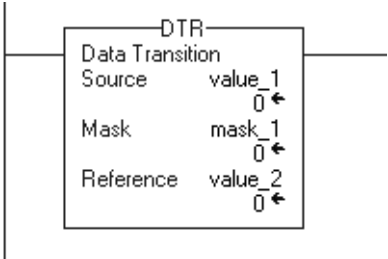 DTR
Data Transition
Source value_1
0
Mask mask_1
0
Reference value_2
0